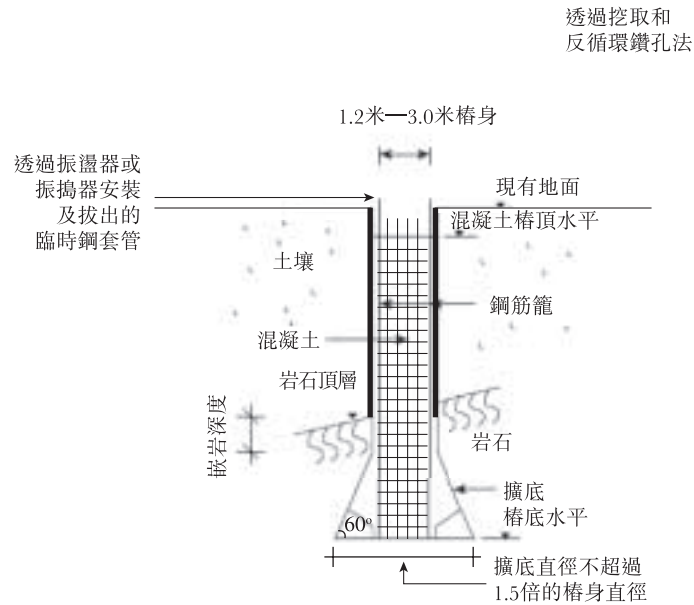 透過挖取和
反循環鑽孔法
1.2米—3.0米樁身
透過振盪器或
振搗器安裝
及拔出的
臨時鋼套管
現有地面
混凝土樁頂水平
土壤
鋼筋籠
混凝土
岩石頂層
嵌岩深度
岩石
擴底
樁底水平
60°
擴底直徑不超過
1.5倍的樁身直徑